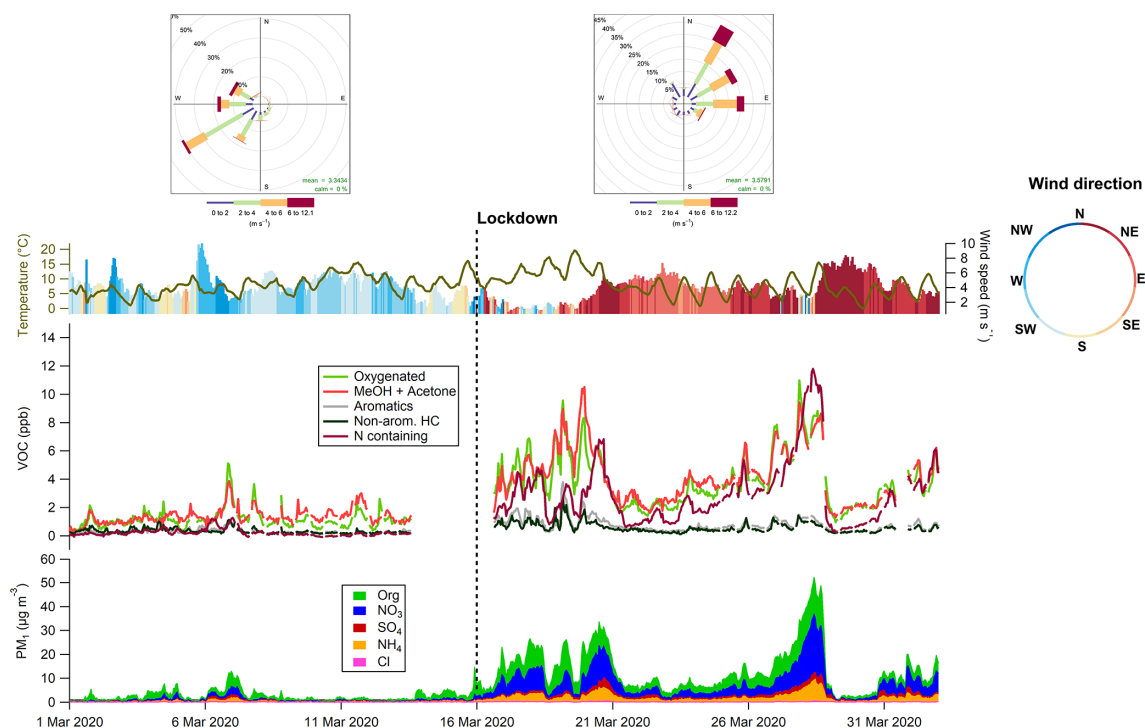 N
50%
40%
30%
20%
W
E
S
mean = 3.3434
calm = 0 %
0 to 2 2 to 4 4 to 6 6 to 12.1
(m s⁻¹)
N
45%
40%
35%
30%
25%
20%
15%
10%
5%
W
E
S
mean = 3.5791
calm = 0 %
0 to 2 2 to 4 4 to 6 6 to 12.2
(m s⁻¹)
Lockdown
Temperature (°C)
20
15
10
5
0
10
8
6
4
2
Wind speed (m s⁻¹)
Wind direction
N
NW
NE
W
E
SW
SE
S
VOC (ppb)
14
12
10
8
6
4
2
0
Oxygenated
MeOH + Acetone
Aromatics
Non-arom. HC
N containing
PM₁ (µg m⁻³)
60
50
40
30
20
10
0
Org
NO₃
SO₄
NH₄
Cl
1 Mar 2020 6 Mar 2020 11 Mar 2020 16 Mar 2020 21 Mar 2020 26 Mar 2020 31 Mar 2020